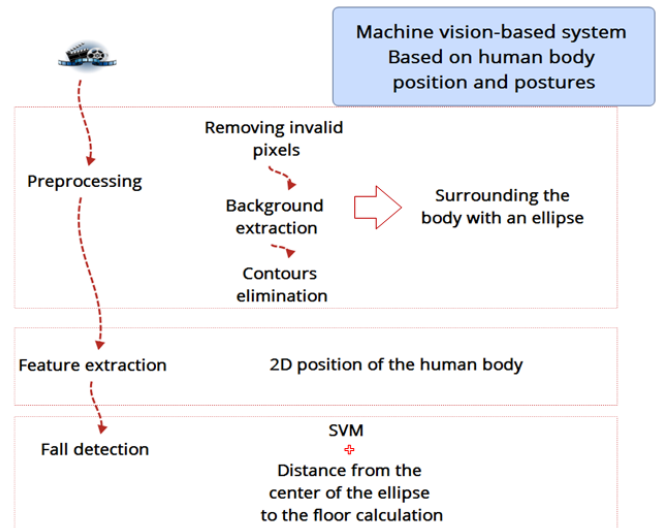 Machine vision-based system
Based on human body
position and postures
Preprocessing
Removing invalid
pixels
Background
extraction
Contours
elimination
Surrounding the
body with an ellipse
Feature extraction
2D position of the human body
Fall detection
SVM
Distance from the
center of the ellipse
to the floor calculation